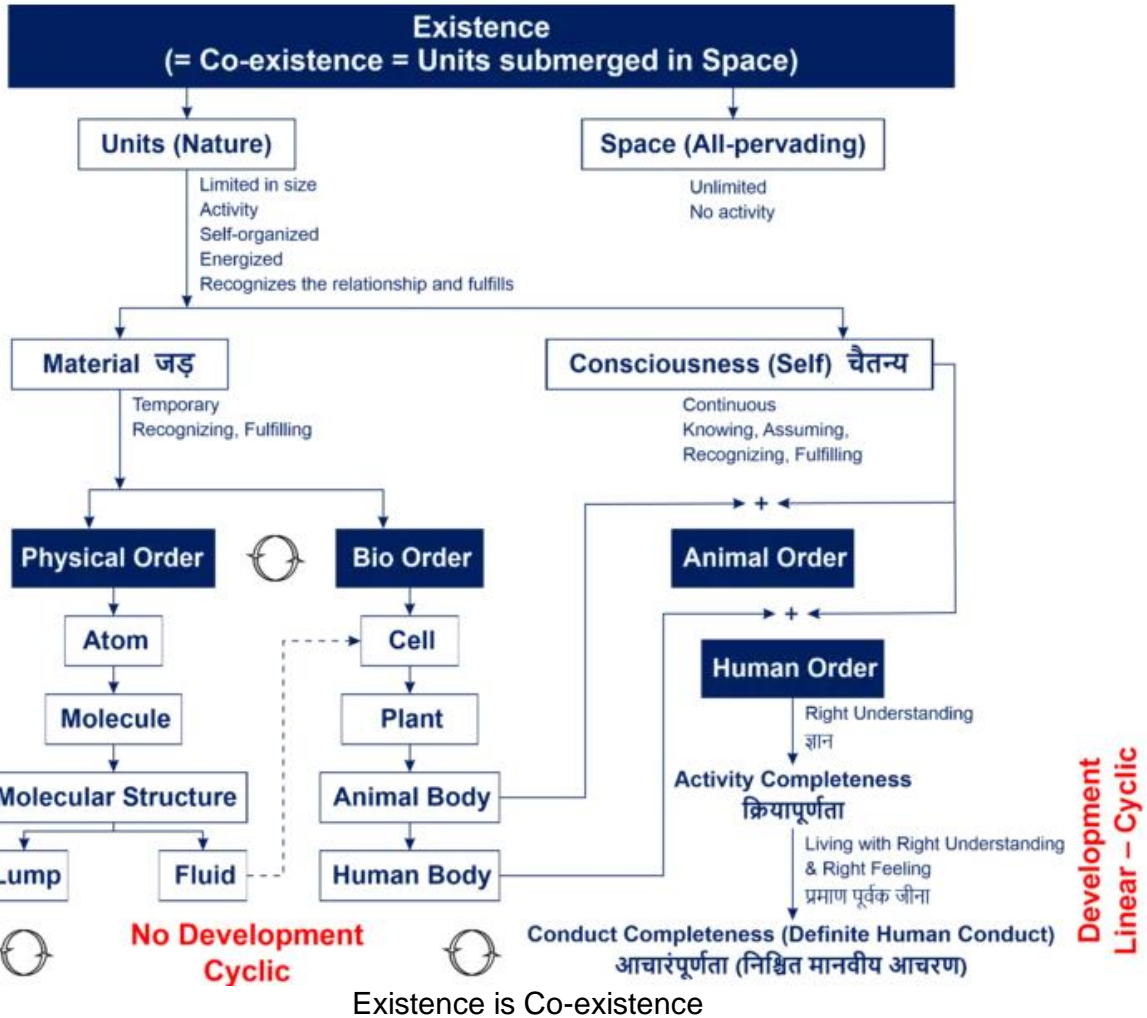 Existence
(= Co-existence = Units submerged in Space)
Units (Nature)
Space (All-pervading)
Limited in size
Activity
Self-organized
Energized
Recognizes the relationship and fulfills
Unlimited
No activity
Material जड़
Consciousness (Self) चैतन्य
Temporary
Recognizing, Fulfilling
Continuous
Knowing, Assuming,
Recognizing, Fulfilling
+
Physical Order
Bio Order
Animal Order
+
Atom
Cell
Human Order
Molecule
Plant
Right Understanding
ज्ञान
Molecular Structure
Animal Body
Activity Completeness
क्रियापूर्णता
Lump
Fluid
Human Body
Living with Right Understanding
& Right Feeling
प्रमाण पूर्वक जीना
No Development
Cyclic
Conduct Completeness (Definite Human Conduct)
आचारंपूर्णता (निश्चित मानवीय आचरण)
Development
Linear – Cyclic
Existence is Co-existence